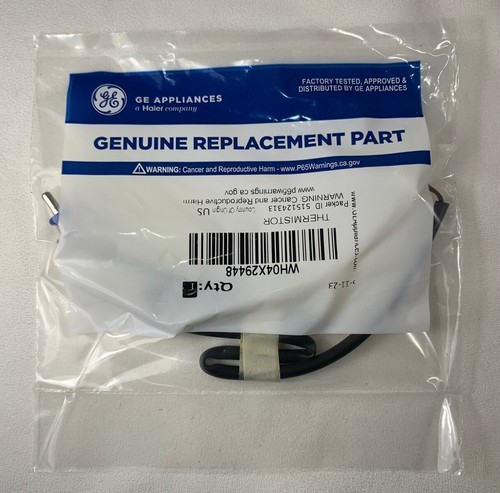 GE APPLIANCES
a Haier company
FACTORY TESTED, APPROVED &
DISTRIBUTED BY GE APPLIANCES
GENUINE REPLACEMENT PART
WARNING: Cancer and Reproductive Harm - www.P65Warnings.ca.gov
Qty:
WH04X29448
THERMISTOR
Country Of Origin US
Packer ID 515124313
WARNING Cancer and Reproductive Harm
www.p65warnings.ca.gov